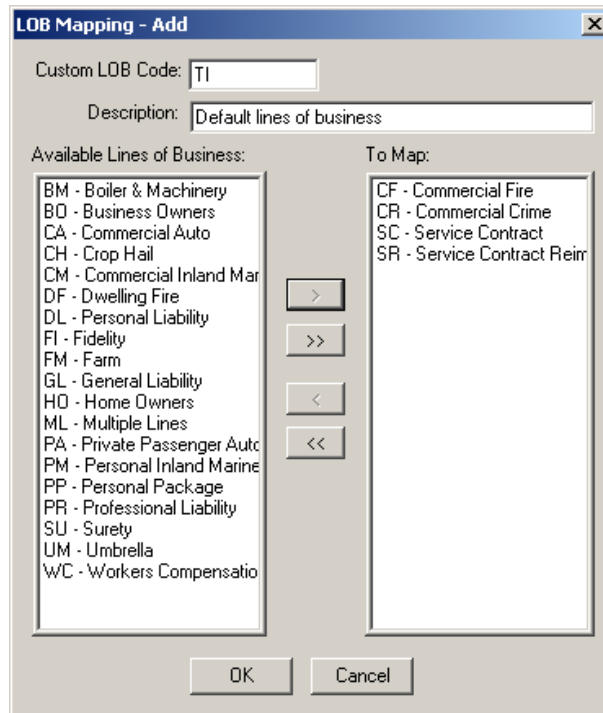 LOB Mapping - Add
Custom LOB Code: TI
Description: Default lines of business
Available Lines of Business:
BM - Boiler & Machinery
BO - Business Owners
CA - Commercial Auto
CH - Crop Hail
CM - Commercial Inland Mar
DF - Dwelling Fire
DL - Personal Liability
FI - Fidelity
FM - Farm
GL - General Liability
HO - Home Owners
ML - Multiple Lines
PA - Private Passenger Auto
PM - Personal Inland Marine
PP - Personal Package
PR - Professional Liability
SU - Surety
UM - Umbrella
WC - Workers Compensatio
>
>>
<
<<
To Map:
CF - Commercial Fire
CR - Commercial Crime
SC - Service Contract
SR - Service Contract Reim
OK
Cancel